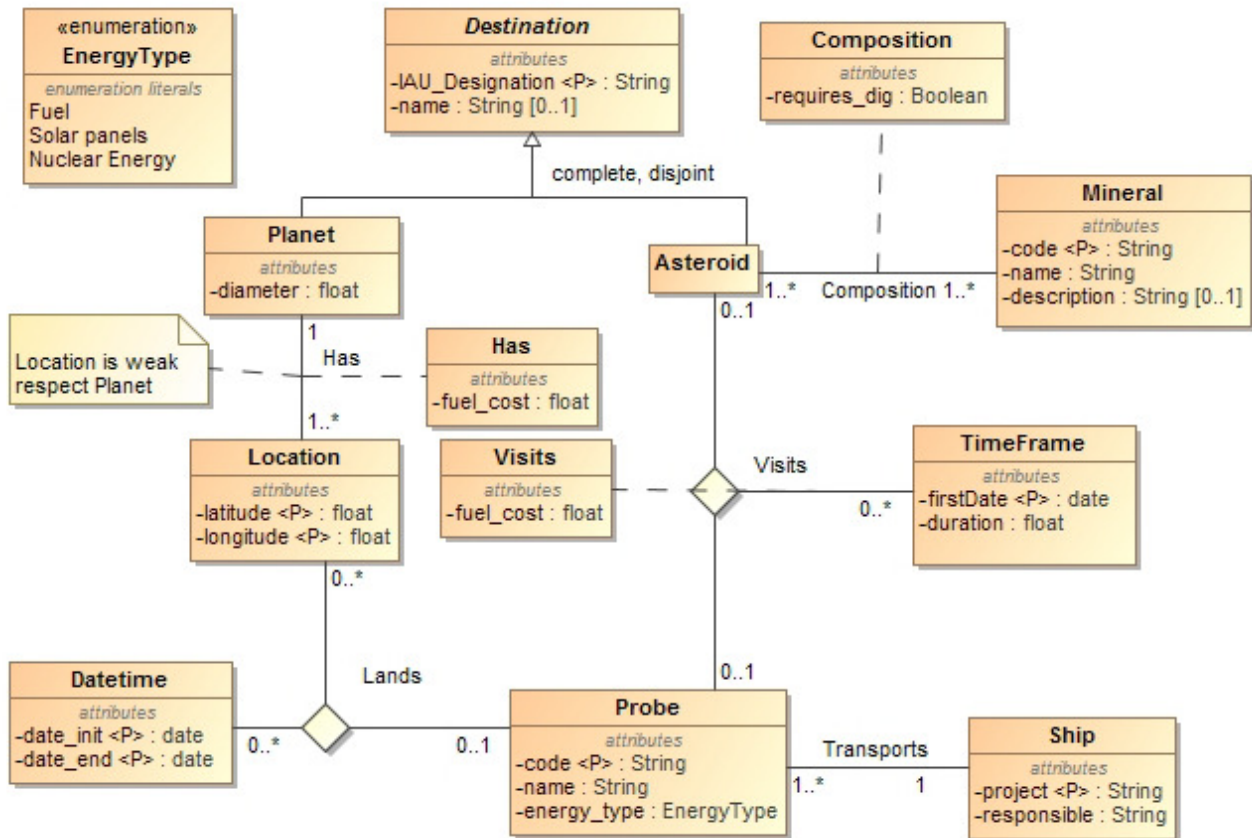 «enumeration»
EnergyType
enumeration literals
Fuel
Solar panels
Nuclear Energy
Destination
attributes
-IAU_Designation <P> : String
-name : String [0..1]
Composition
attributes
-requires_dig : Boolean
complete, disjoint
Planet
attributes
-diameter : float
Asteroid
Mineral
attributes
-code <P> : String
-name : String
-description : String [0..1]
1..*
Composition 1..*
0..1
1
Location is weak
respect Planet
Has
Has
attributes
-fuel_cost : float
1..*
Location
attributes
-latitude <P> : float
-longitude <P> : float
Visits
attributes
-fuel_cost : float
Visits
TimeFrame
attributes
-firstDate <P> : date
-duration : float
0..*
0..*
0..1
Lands
Datetime
attributes
-date_init <P> : date
-date_end <P> : date
0..*
0..1
Probe
attributes
-code <P> : String
-name : String
-energy_type : EnergyType
Transports
1..*
1
Ship
attributes
-project <P> : String
-responsible : String